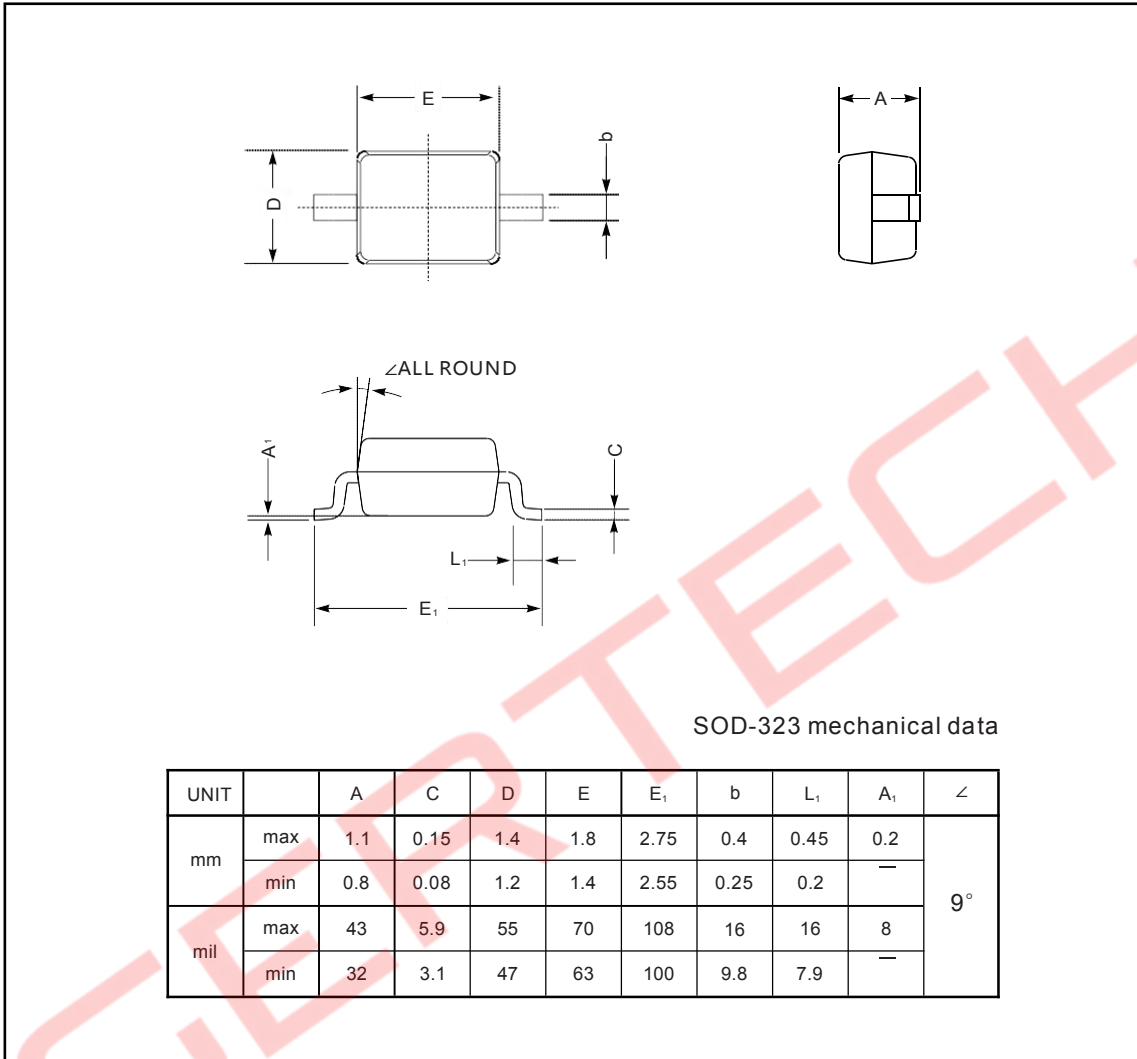 E
A
b
D
∠ALL ROUND
A₁
C
L₁
E₁
SOD-323 mechanical data
UNIT A C D E E₁ b L₁ A₁ ∠
mm max 1.1 0.15 1.4 1.8 2.75 0.4 0.45 0.2 9°
min 0.8 0.08 1.2 1.4 2.55 0.25 0.2 —
mil max 43 5.9 55 70 108 16 16 8
min 32 3.1 47 63 100 9.8 7.9 —
ERTECH